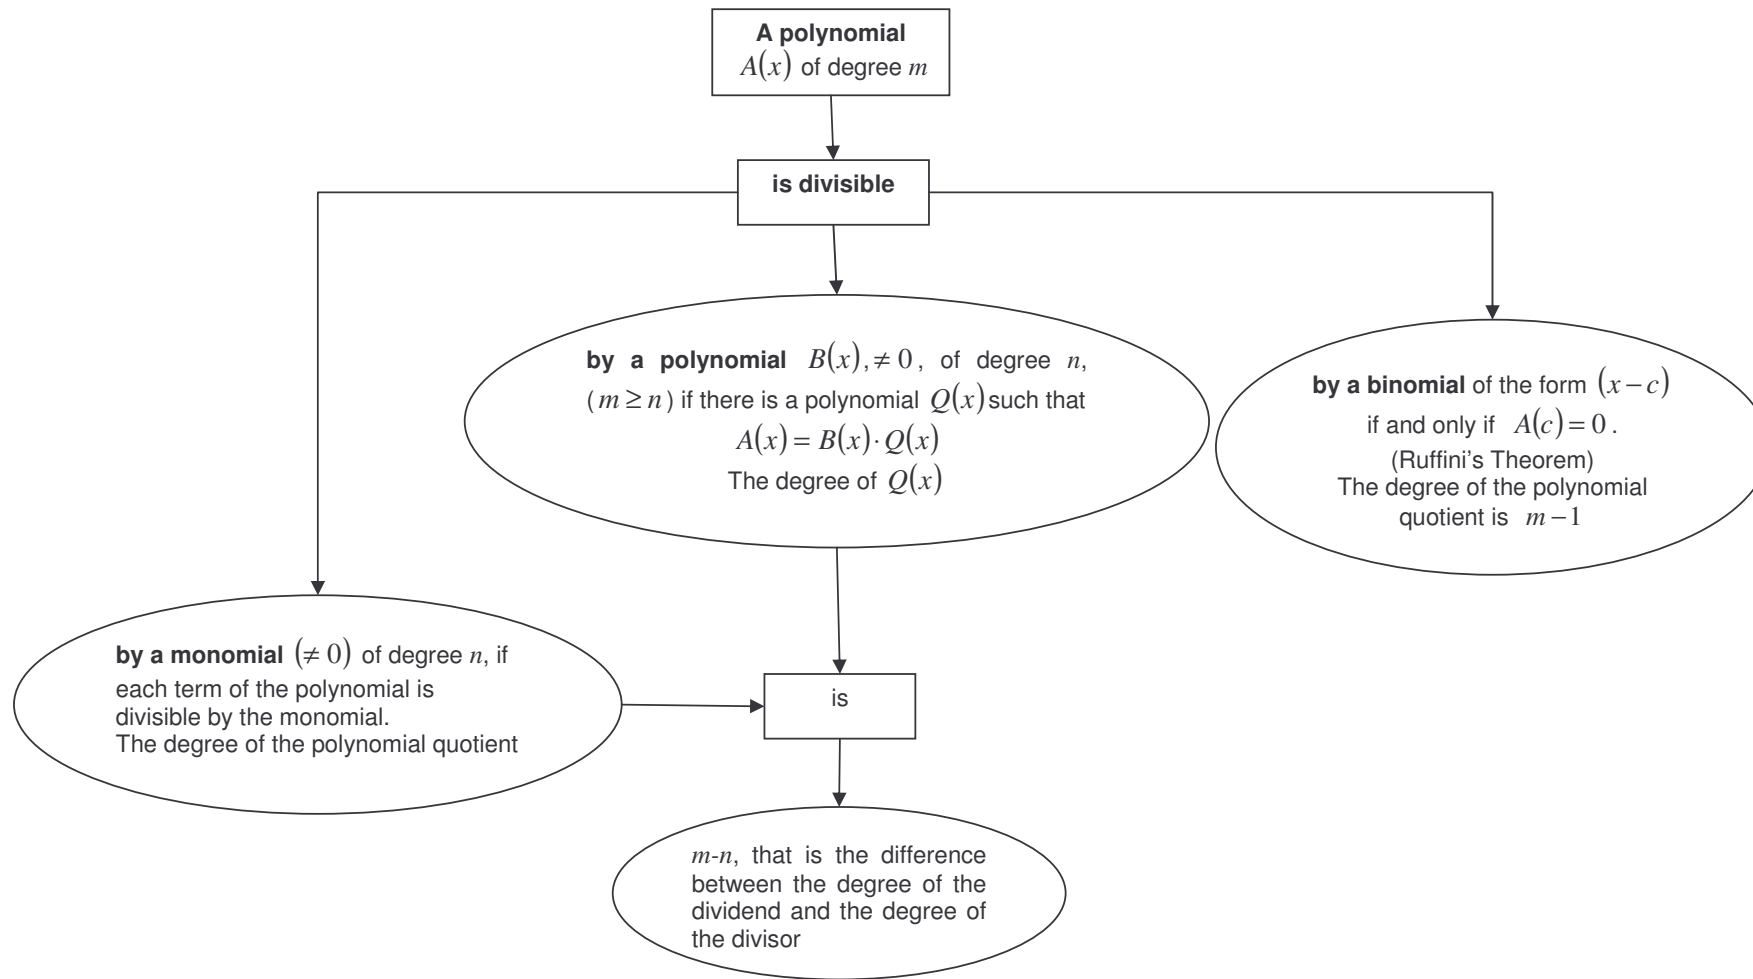 A polynomial
A(x) of degree m
is divisible
by a polynomial B(x), ≠ 0 , of degree n,
( m ≥ n ) if there is a polynomial Q(x) such that
A(x) = B(x) · Q(x)
The degree of Q(x)
by a binomial of the form (x − c)
if and only if A(c) = 0 .
(Ruffini's Theorem)
The degree of the polynomial
quotient is m − 1
by a monomial (≠ 0) of degree n, if
each term of the polynomial is
divisible by the monomial.
The degree of the polynomial quotient
is
m-n, that is the difference
between the degree of the
dividend and the degree of
the divisor